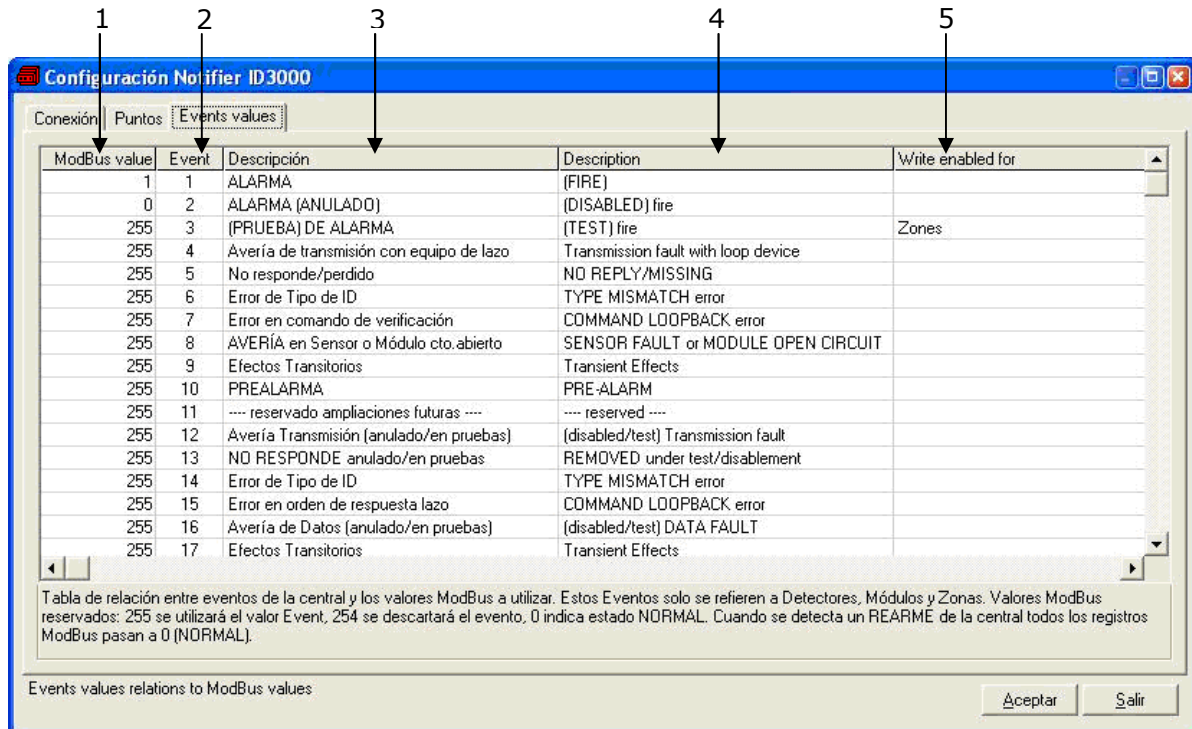 1 2 3 4 5
Configuración Notifier ID3000
Conexión Puntos Events values
ModBus value Event Descripción Description Write enabled for
1 1 ALARMA (FIRE)
0 2 ALARMA (ANULADO) (DISABLED) fire
255 3 (PRUEBA) DE ALARMA (TEST) fire Zones
255 4 Avería de transmisión con equipo de lazo Transmission fault with loop device
255 5 No responde/perdido NO REPLY/MISSING
255 6 Error de Tipo de ID TYPE MISMATCH error
255 7 Error en comando de verificación COMMAND LOOPBACK error
255 8 AVERÍA en Sensor o Módulo cto.abierto SENSOR FAULT or MODULE OPEN CIRCUIT
255 9 Efectos Transitorios Transient Effects
255 10 PREALARMA PRE-ALARM
255 11 ---- reservado ampliaciones futuras ---- ---- reserved ----
255 12 Avería Transmisión (anulado/en pruebas) (disabled/test) Transmission fault
255 13 NO RESPONDE anulado/en pruebas REMOVED under test/disablement
255 14 Error de Tipo de ID TYPE MISMATCH error
255 15 Error en orden de respuesta lazo COMMAND LOOPBACK error
255 16 Avería de Datos (anulado/en pruebas) (disabled/test) DATA FAULT
255 17 Efectos Transitorios Transient Effects
Tabla de relación entre eventos de la central y los valores ModBus a utilizar. Estos Eventos solo se refieren a Detectores, Módulos y Zonas. Valores ModBus
reservados: 255 se utilizará el valor Event, 254 se descartará el evento, 0 indica estado NORMAL. Cuando se detecta un REARME de la central todos los registros
ModBus pasan a 0 (NORMAL).
Events values relations to ModBus values
Aceptar Salir